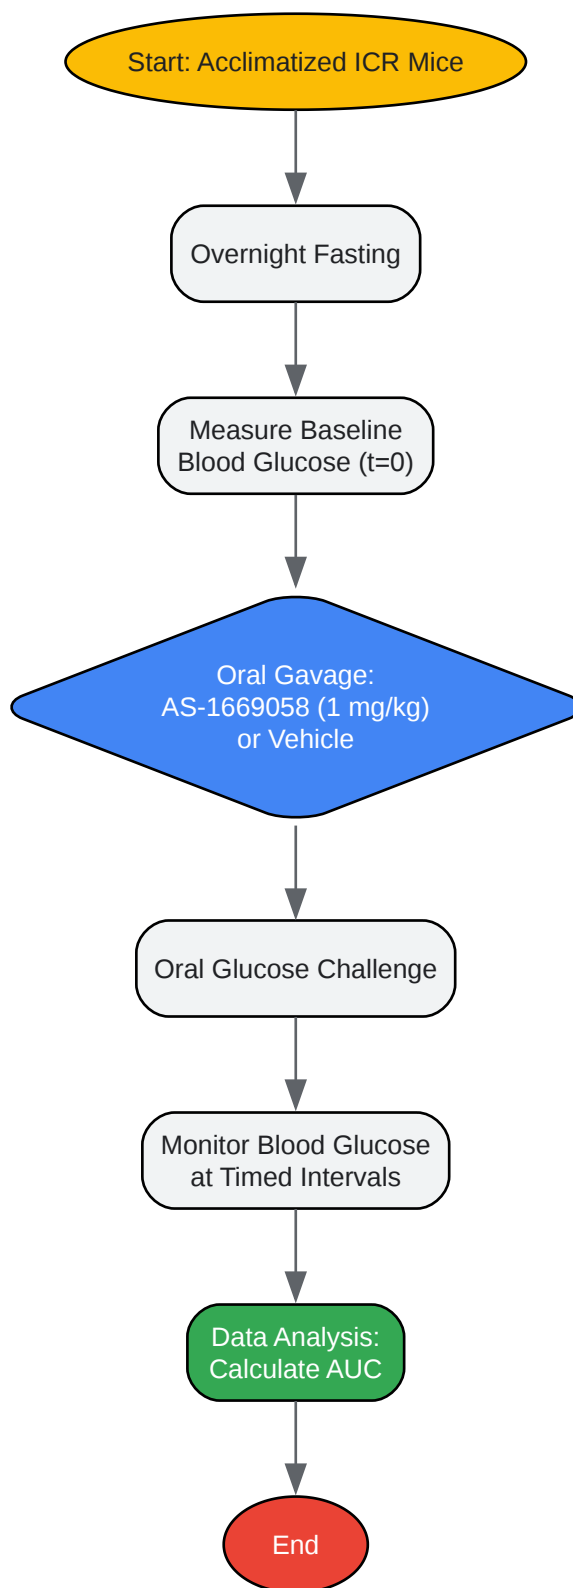 Start: Acclimatized ICR Mice
Overnight Fasting
Measure Baseline
Blood Glucose (t=0)
Oral Gavage:
AS-1669058 (1 mg/kg)
or Vehicle
Oral Glucose Challenge
Monitor Blood Glucose
at Timed Intervals
Data Analysis:
Calculate AUC
End